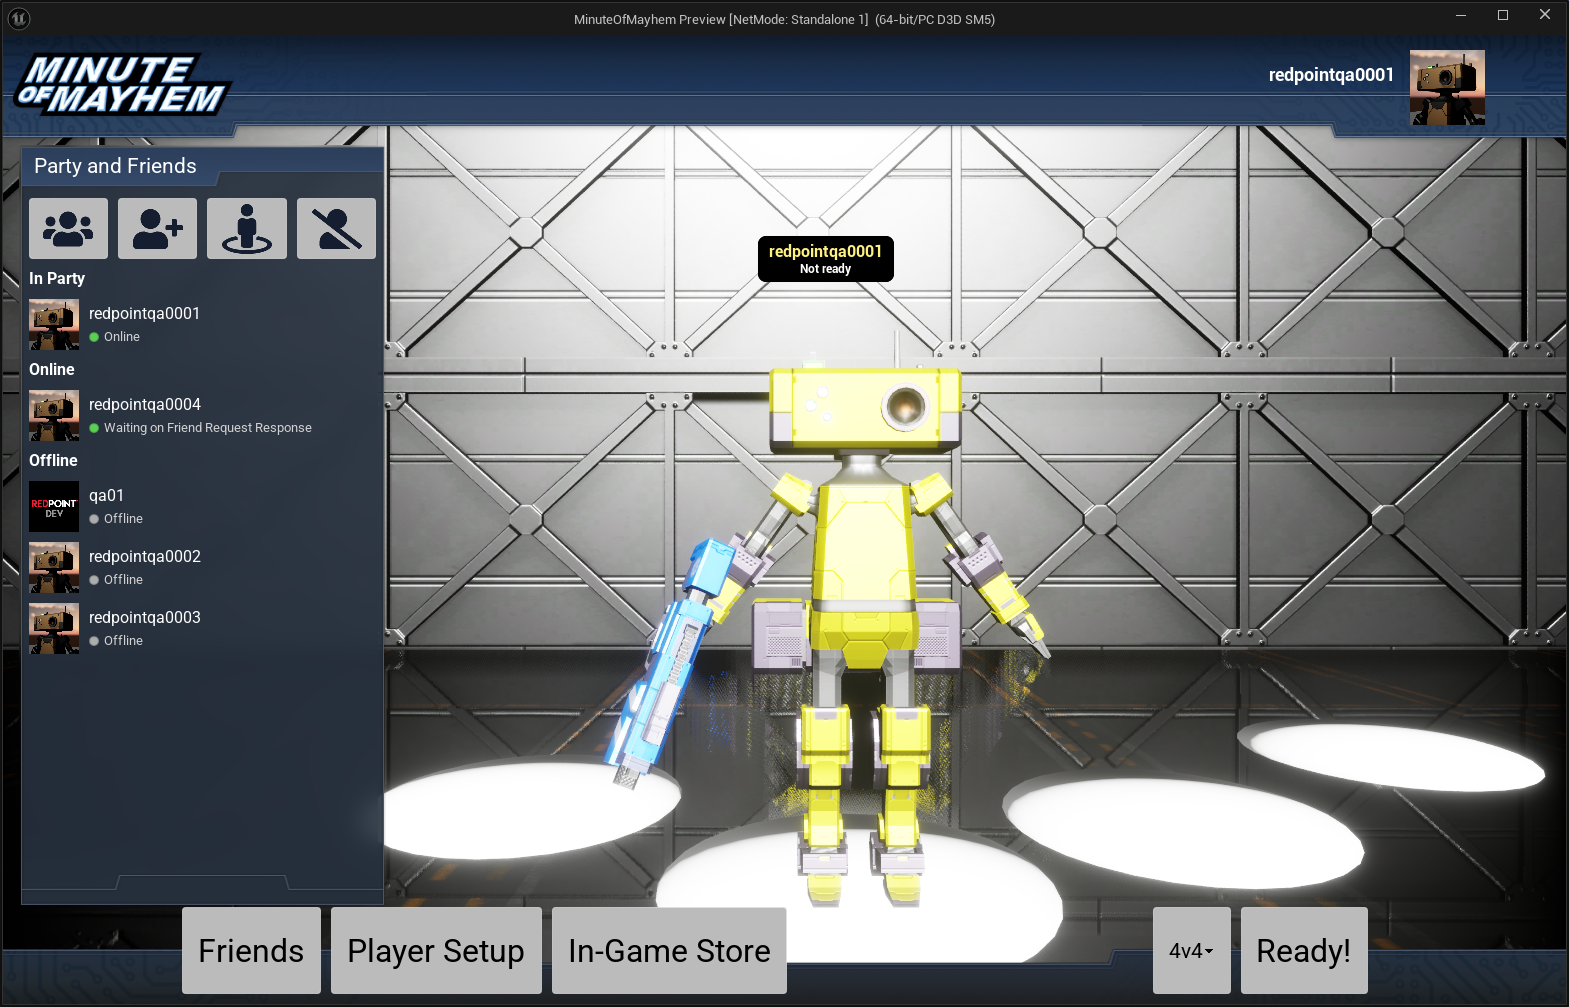 MinuteOfMayhem Preview [NetMode: Standalone 1]  (64-bit/PC D3D SM5)
MINUTE
OF MAYHEM
redpointqa0001
Party and Friends
In Party
redpointqa0001
Online
Online
redpointqa0004
Waiting on Friend Request Response
Offline
REDPOINT
DEV
qa01
Offline
redpointqa0002
Offline
redpointqa0003
Offline
redpointqa0001
Not ready
Friends
Player Setup
In-Game Store
4v4
Ready!